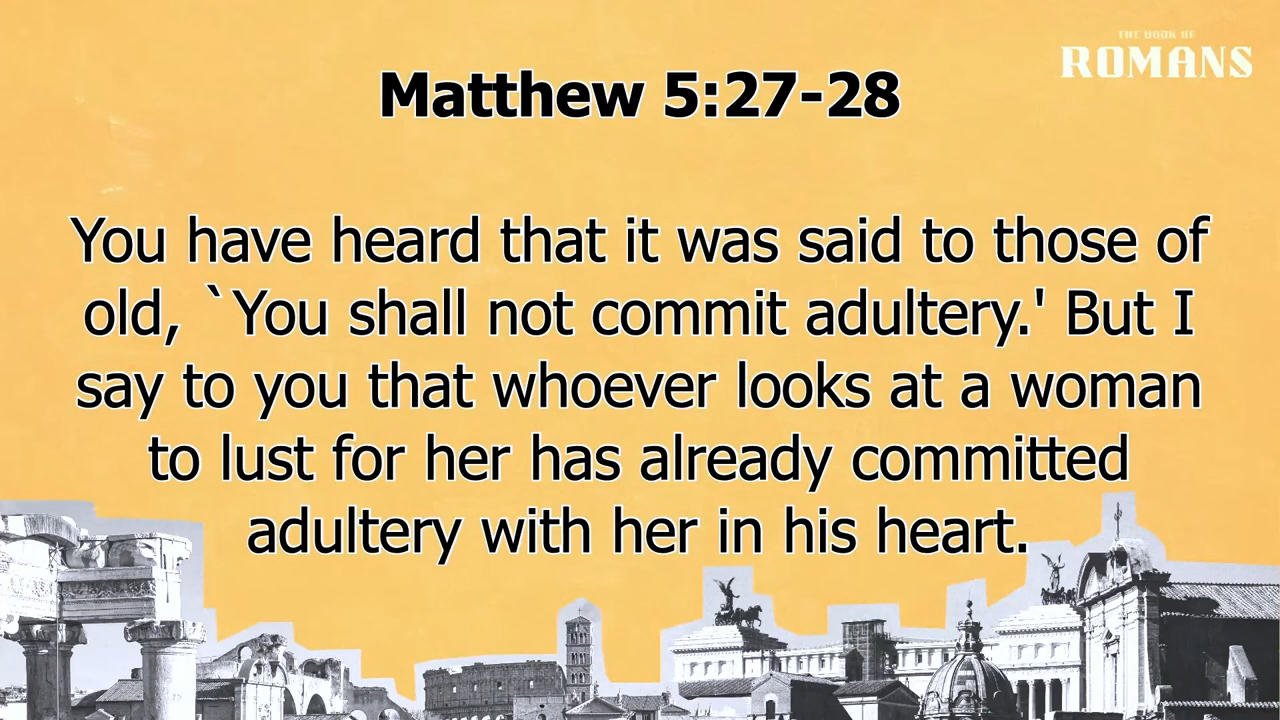 THE BOOK OF
ROMANS
Matthew 5:27-28
You have heard that it was said to those of
old, `You shall not commit adultery.' But I
say to you that whoever looks at a woman
to lust for her has already committed
adultery with her in his heart.